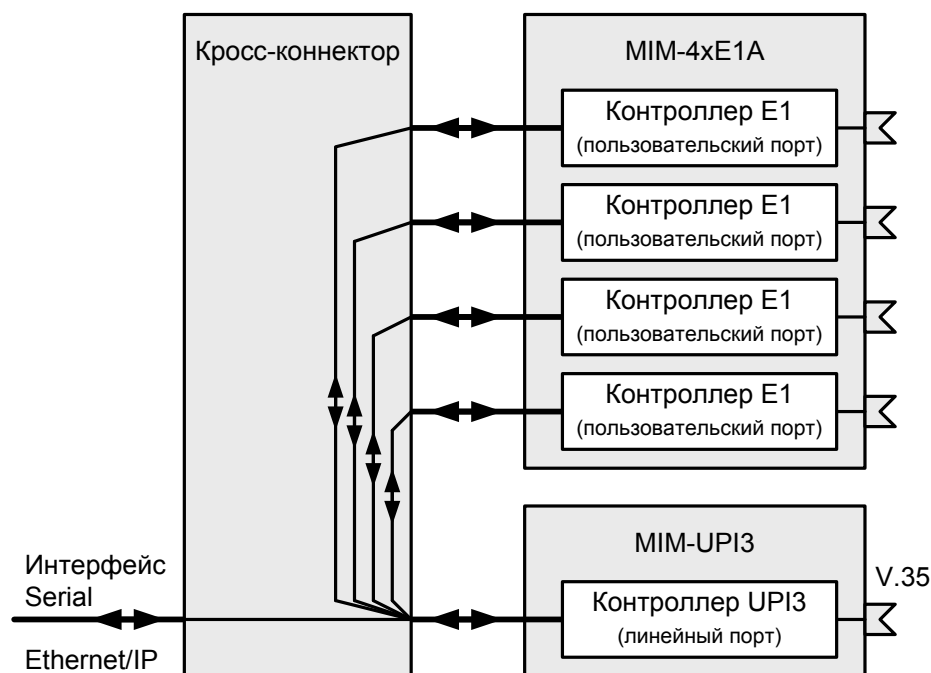 Кросс-коннектор
MIM-4xE1A
Контроллер E1
(пользовательский порт)
Контроллер E1
(пользовательский порт)
Контроллер E1
(пользовательский порт)
Контроллер E1
(пользовательский порт)
MIM-UPI3
Контроллер UPI3
(линейный порт)
V.35
Интерфейс
Serial
Ethernet/IP